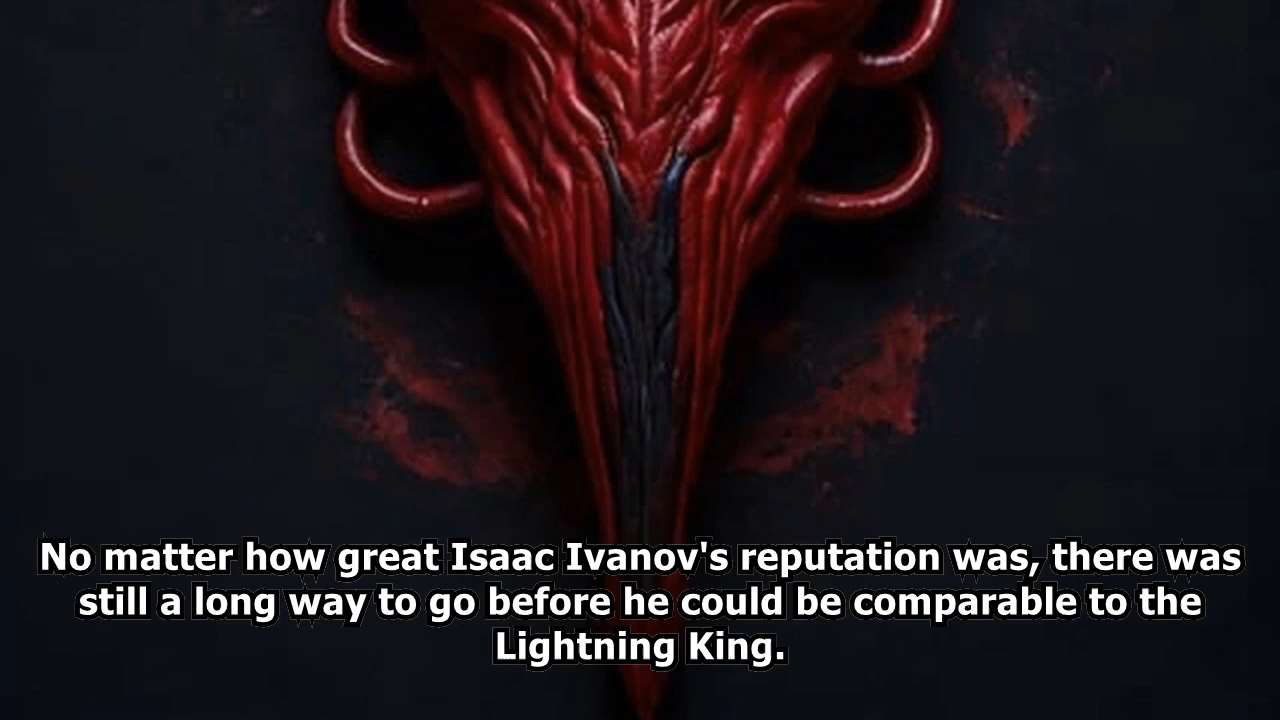 No matter how great Isaac Ivanov's reputation was, there was
still a long way to go before he could be comparable to the
Lightning King.